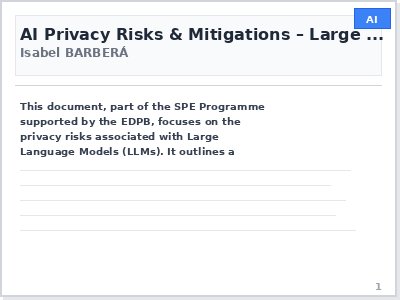 AI
AI Privacy Risks & Mitigations – Large ...
Isabel BARBERÁ
This document, part of the SPE Programme
supported by the EDPB, focuses on the
privacy risks associated with Large
Language Models (LLMs). It outlines a
1